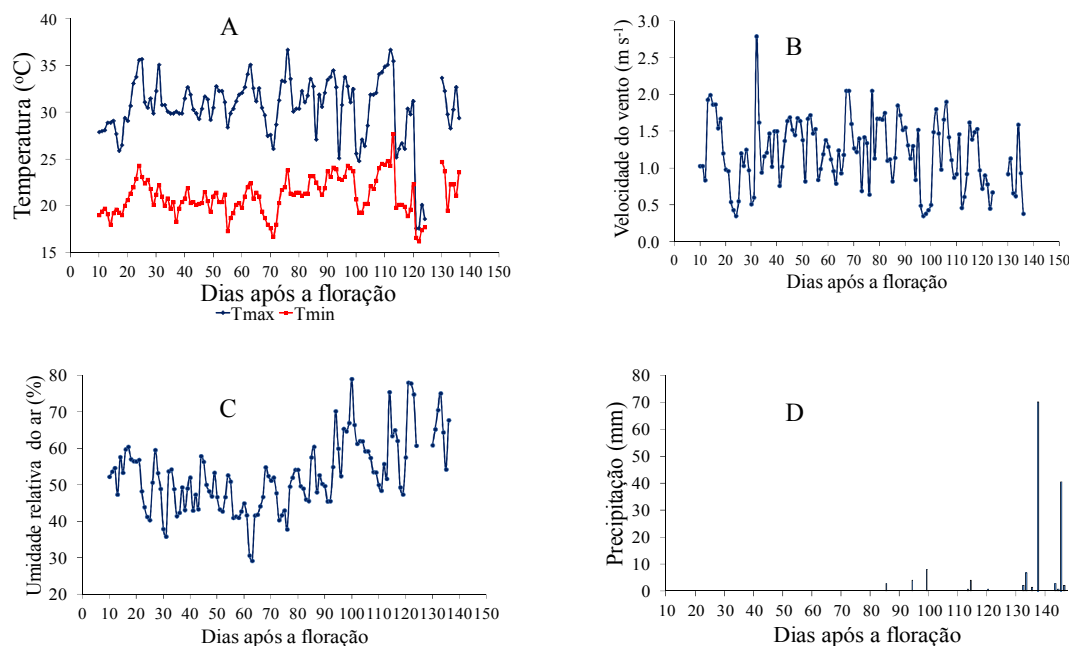 A
Temperatura (ºC)
40
35
30
25
20
15
0 10 20 30 40 50 60 70 80 90 100 110 120 130 140 150
Dias após a floração
Tmax Tmin
B
Velocidade do vento (m s-1)
3.0
2.5
2.0
1.5
1.0
0.5
0.0
0 10 20 30 40 50 60 70 80 90 100 110 120 130 140 150
Dias após a floração
C
Umidade relativa do ar (%)
80
70
60
50
40
30
20
0 10 20 30 40 50 60 70 80 90 100 110 120 130 140 150
Dias após a floração
D
Precipitação (mm)
80
70
60
50
40
30
20
10
0
10 20 30 40 50 60 70 80 90 100 110 120 130 140
Dias após a floração